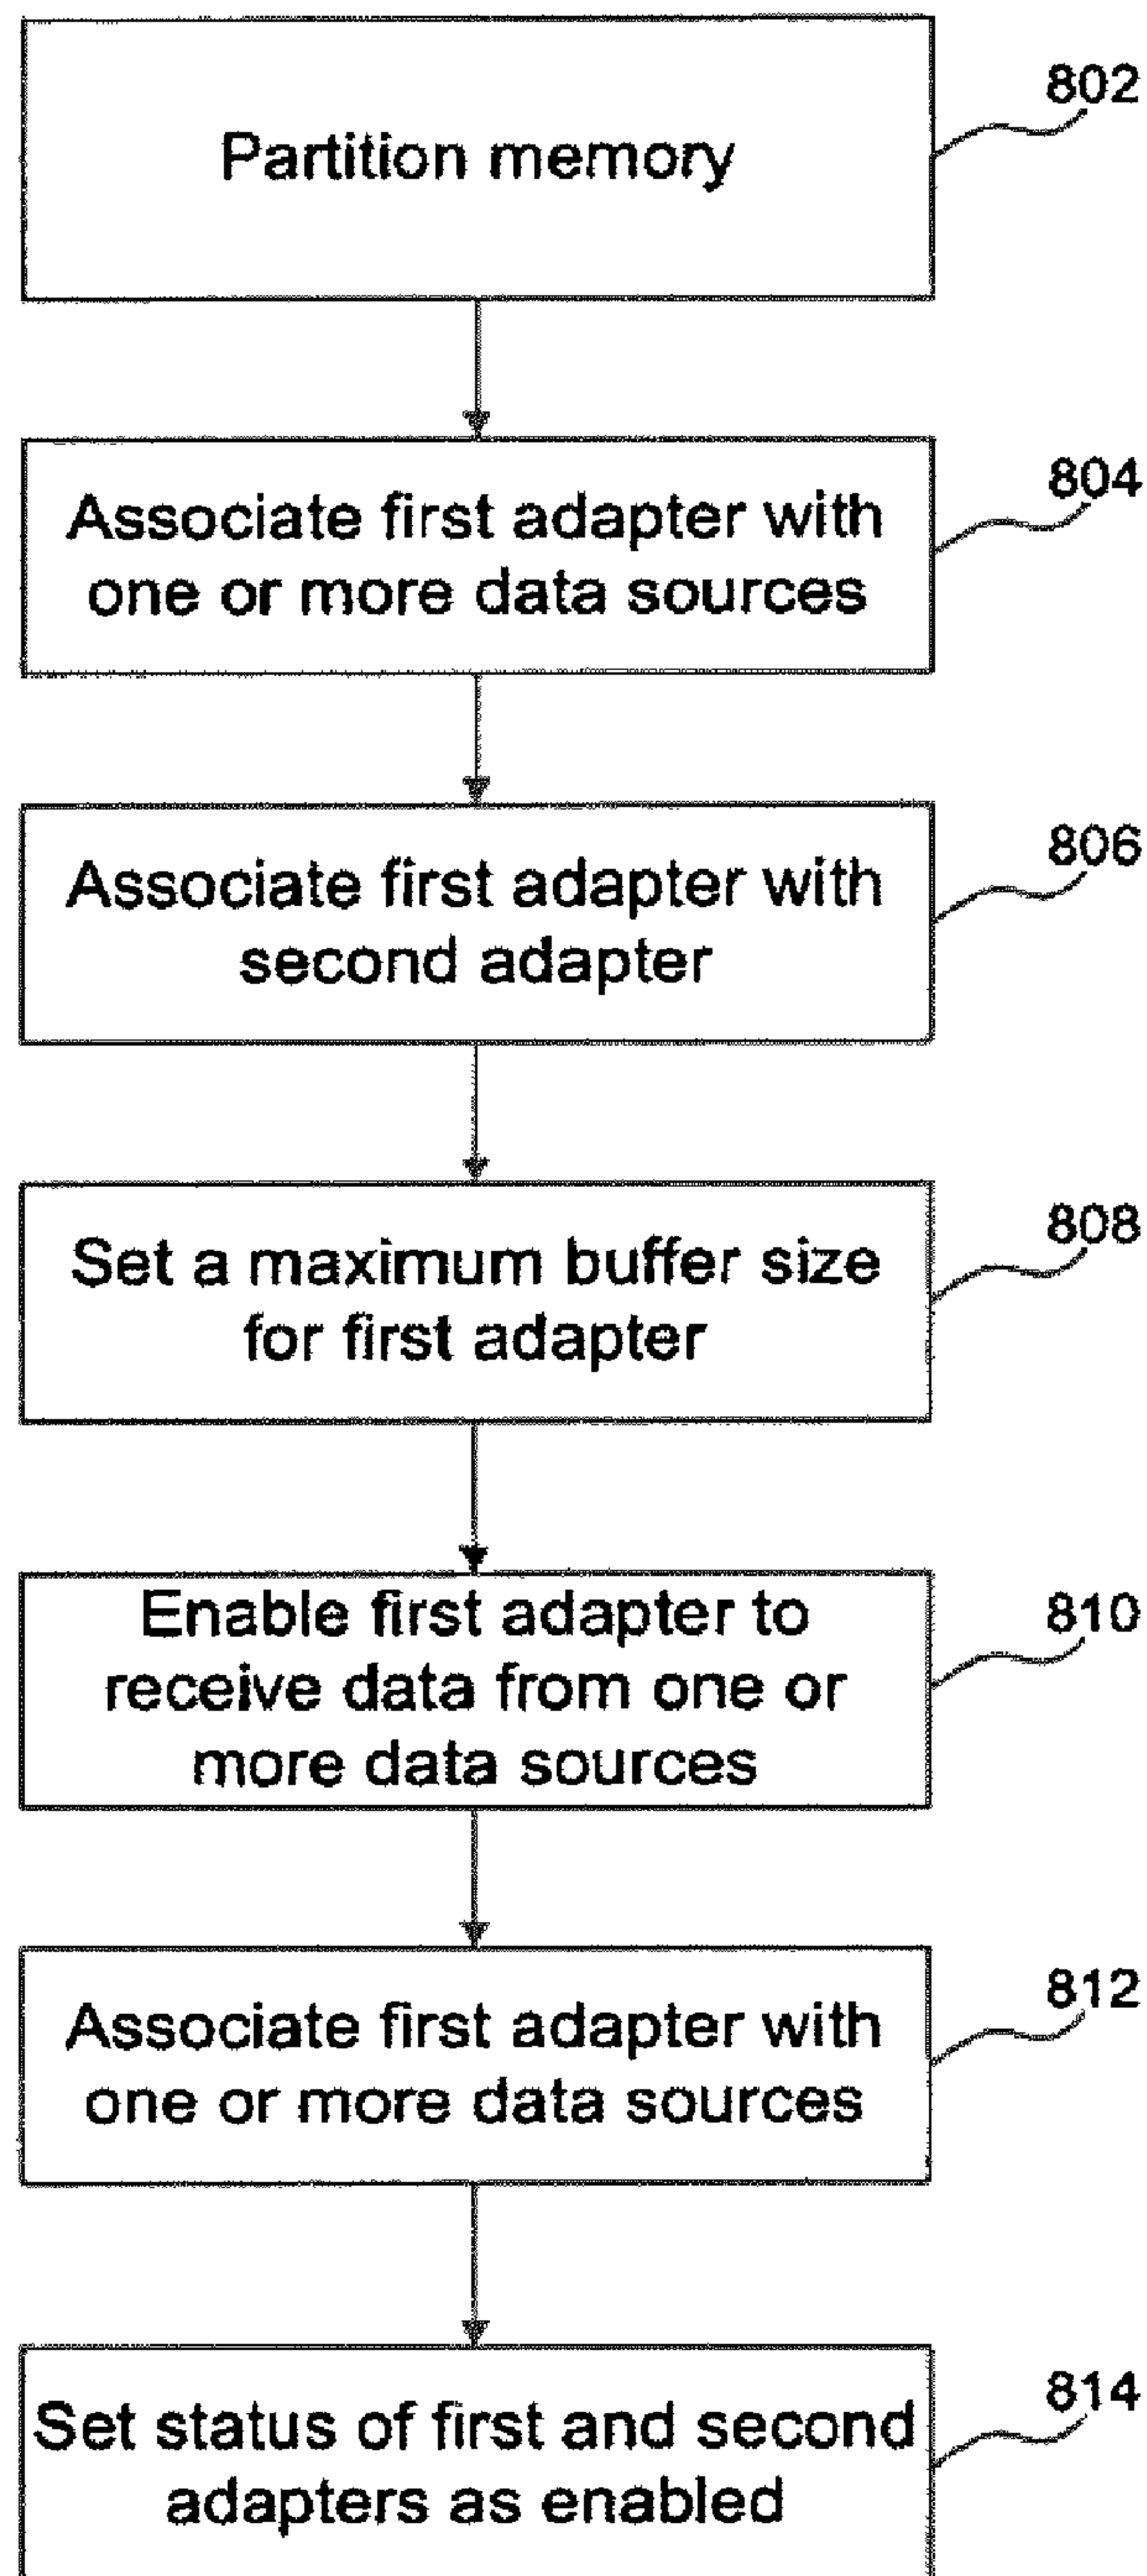 802
Partition memory
804
Associate first adapter with
one or more data sources
806
Associate first adapter with
second adapter
808
Set a maximum buffer size
for first adapter
810
Enable first adapter to
receive data from one or
more data sources
812
Associate first adapter with
one or more data sources
814
Set status of first and second
adapters as enabled